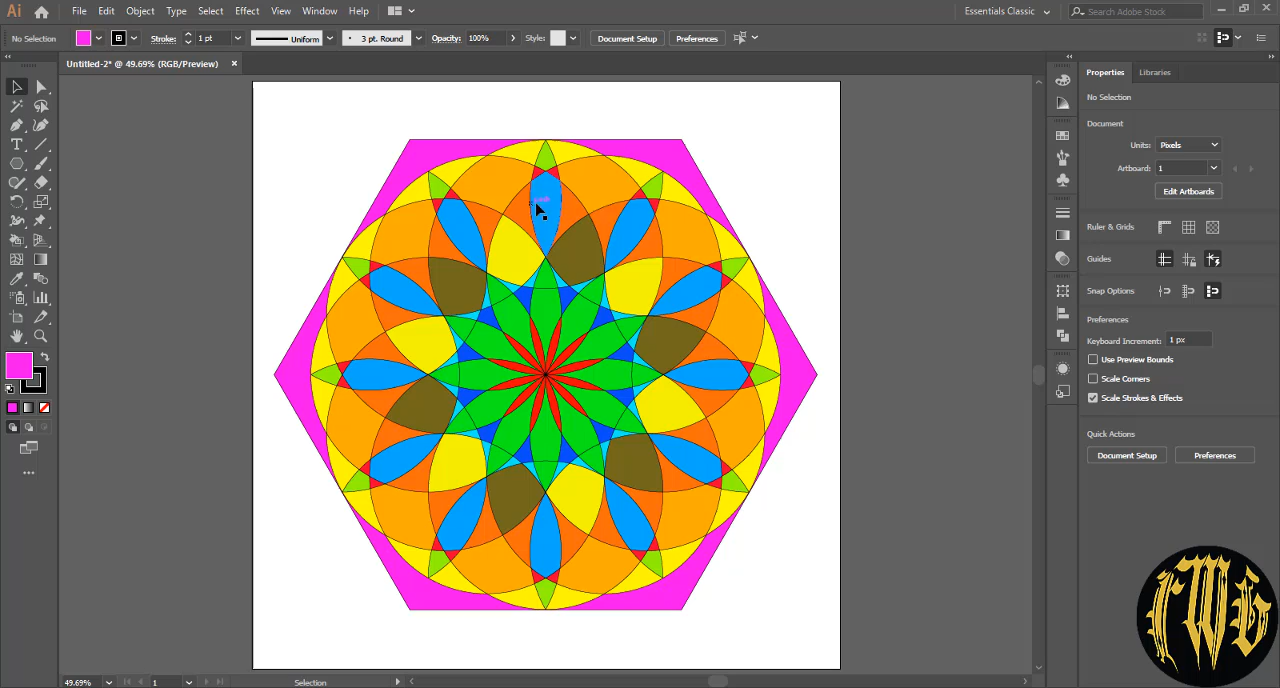 Ai File Edit Object Type Select Effect View Window Help Essentials Classic Search Adobe Stock
No Selection Stroke: 1 pt Uniform 3 pt. Round Opacity: 100% Style: Document Setup Preferences
Untitled-2* @ 49.69% (RGB/Preview)
Properties Libraries
No Selection
Document
Units: Pixels
Artboard: 1
Edit Artboards
Ruler & Grids
Guides
Snap Options
Preferences
Keyboard Increment: 1 px
Use Preview Bounds
Scale Corners
Scale Strokes & Effects
Quick Actions
Document Setup Preferences
49.69% 1 Selection